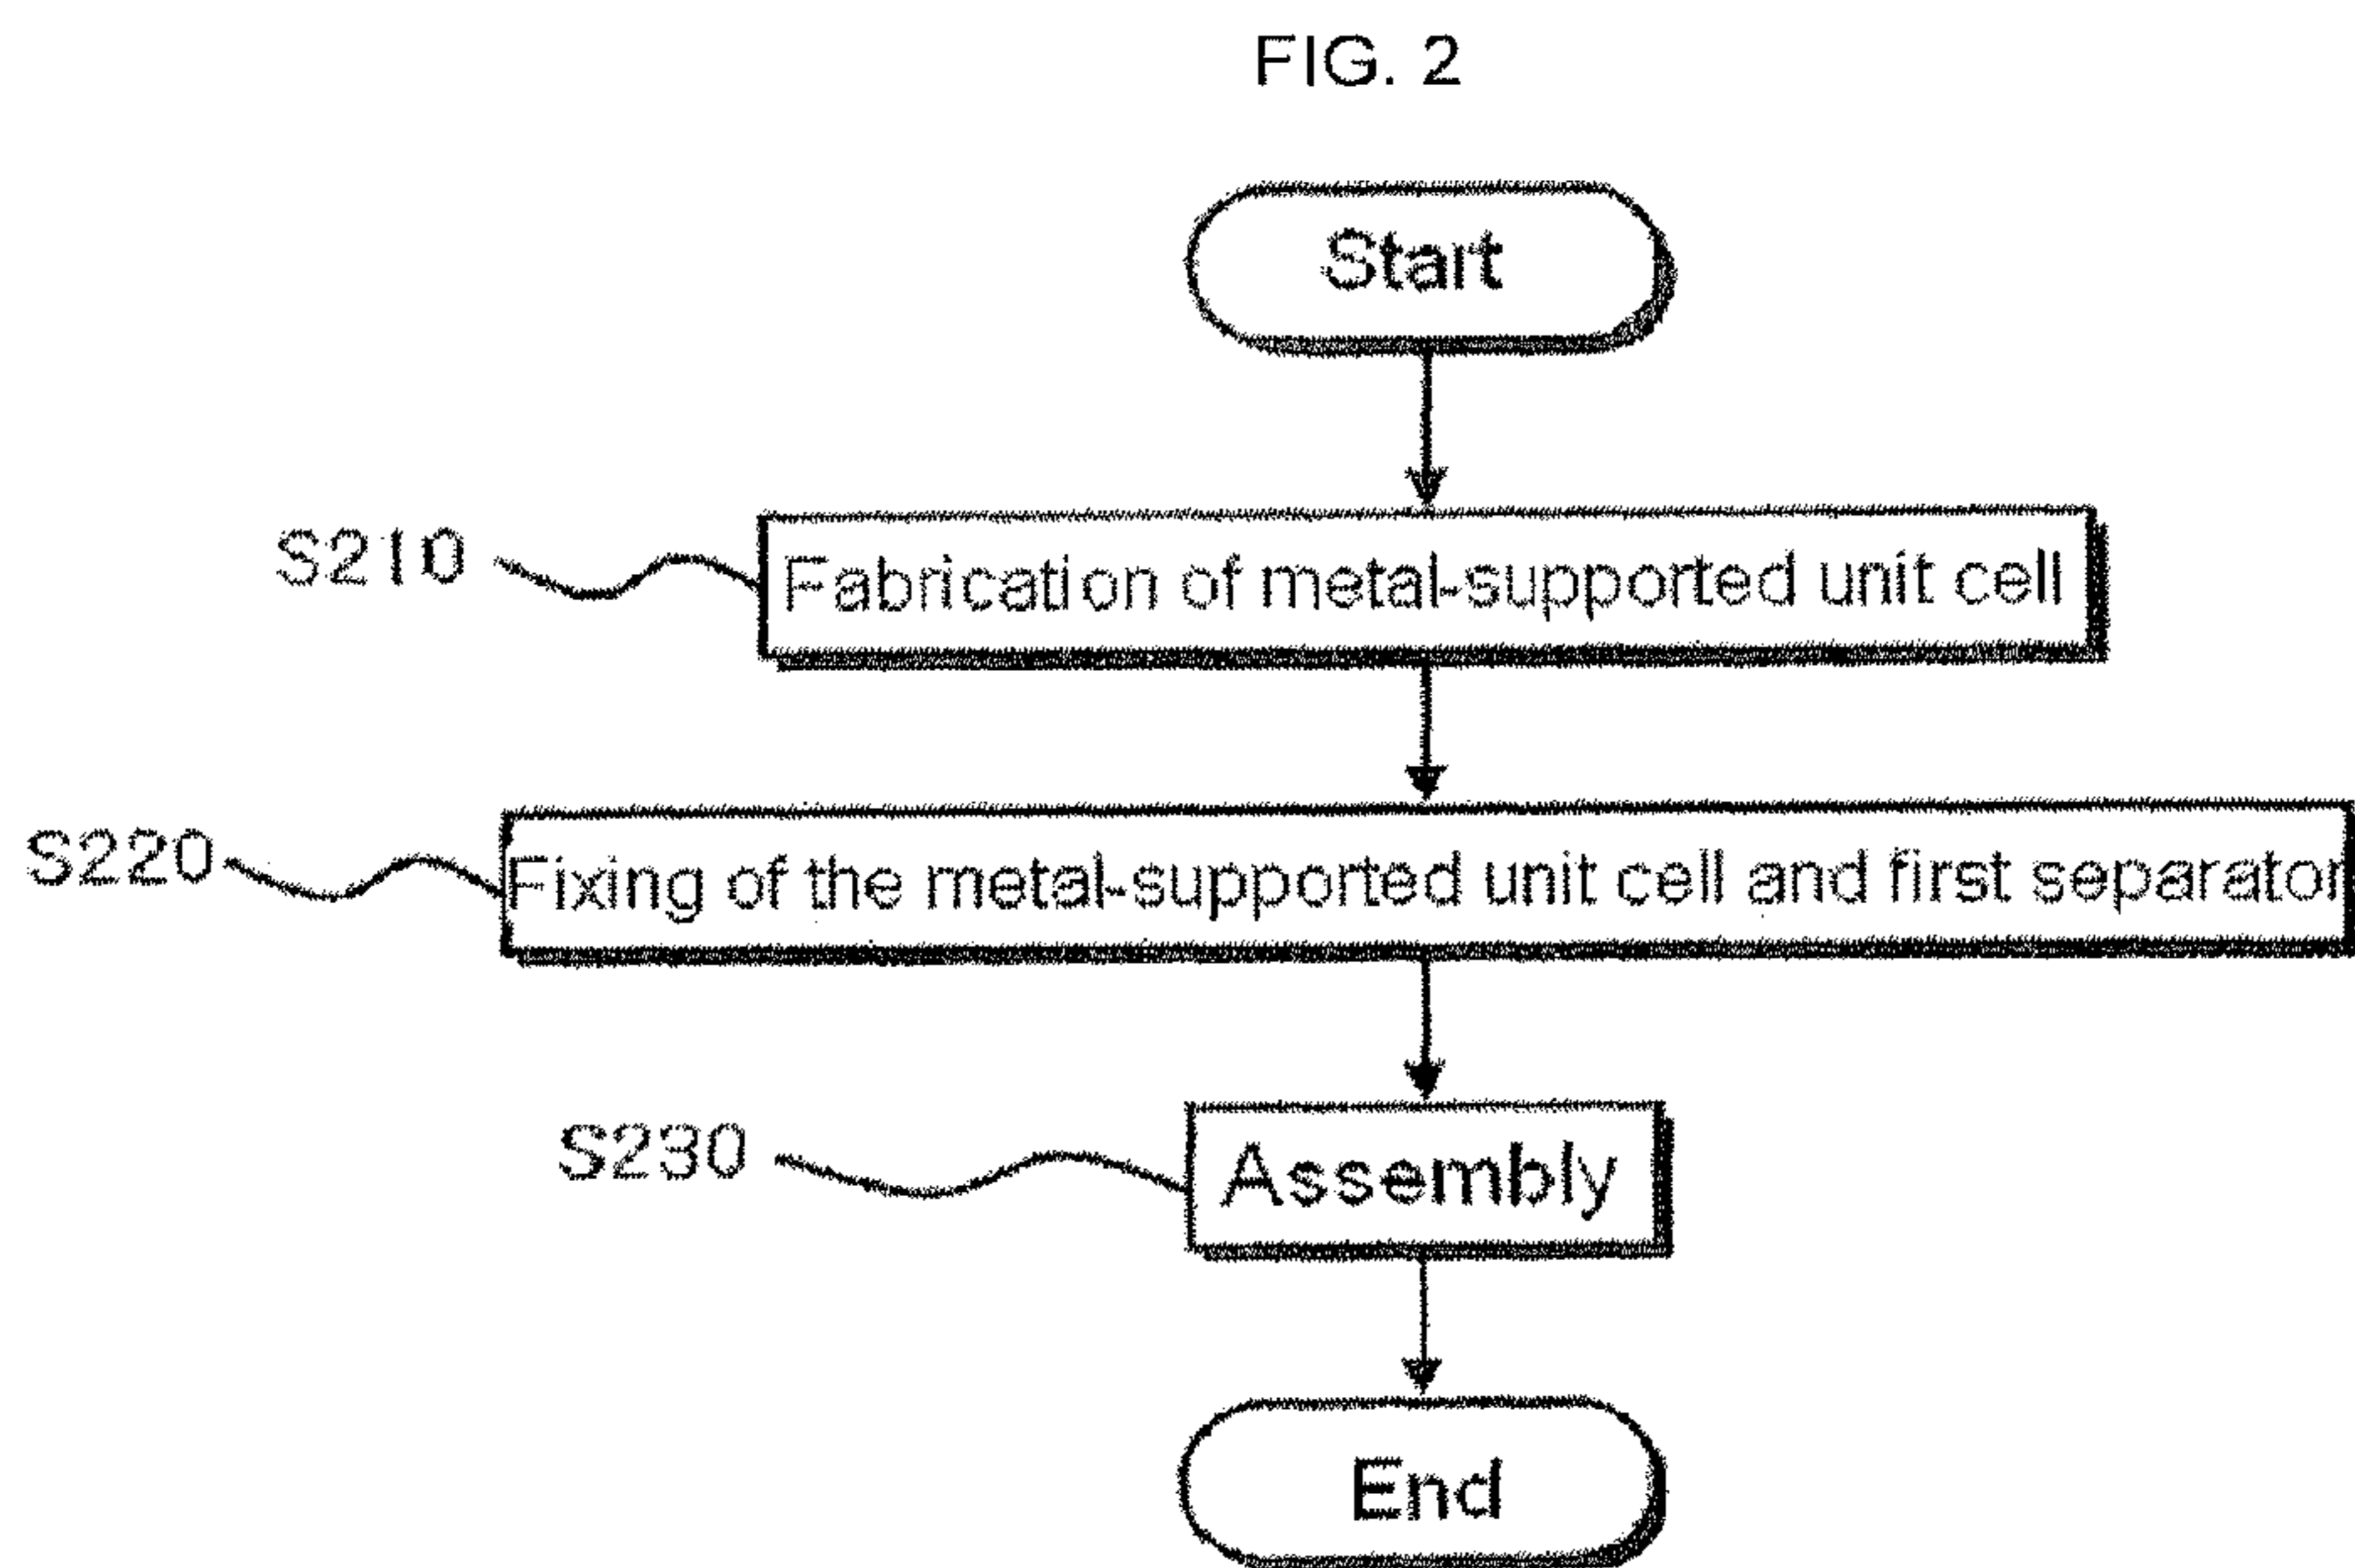 FIG. 2
Start
S210
Fabrication of metal-supported unit cell
S220
Fixing of the metal-supported unit cell and first separator
S230
Assembly
End